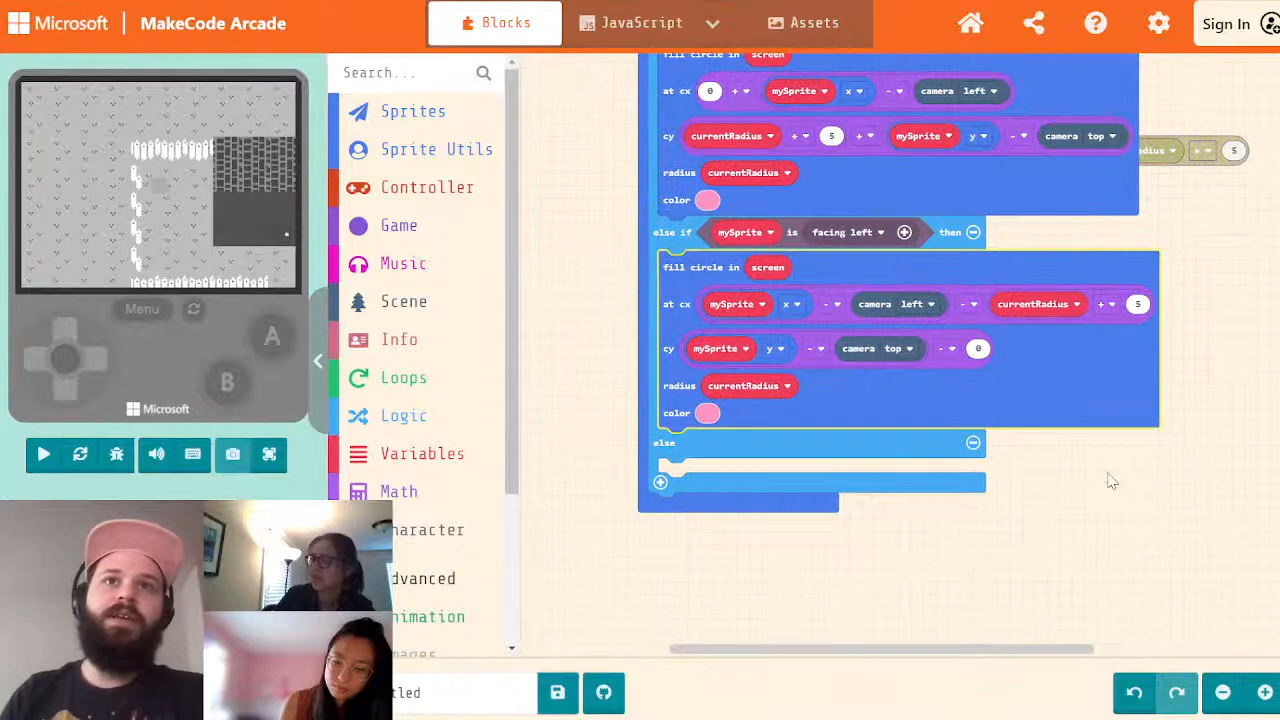 Microsoft | MakeCode Arcade
Blocks
JavaScript
Assets
Sign In
Menu
A
B
Microsoft
Search...
Sprites
Sprite Utils
Controller
Game
Music
Scene
Info
Loops
Logic
Variables
Math
haracter
dvanced
nimation
mages
tled
fill circle in screen
at cx 0 + mySprite x - camera left
cy currentRadius + 5 + mySprite y - camera top
radius currentRadius
color
dius + 5
else if mySprite is facing left then
fill circle in screen
at cx mySprite x - camera left - currentRadius + 5
cy mySprite y - camera top - 0
radius currentRadius
color
else